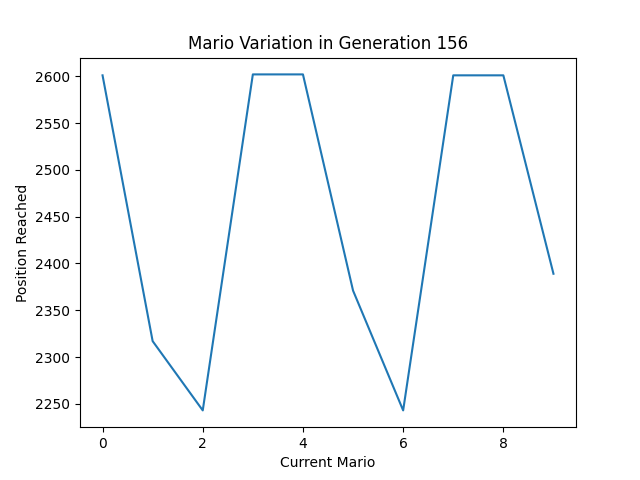 Mario Variation in Generation 156
Position Reached
2600
2550
2500
2450
2400
2350
2300
2250
0 2 4 6 8
Current Mario